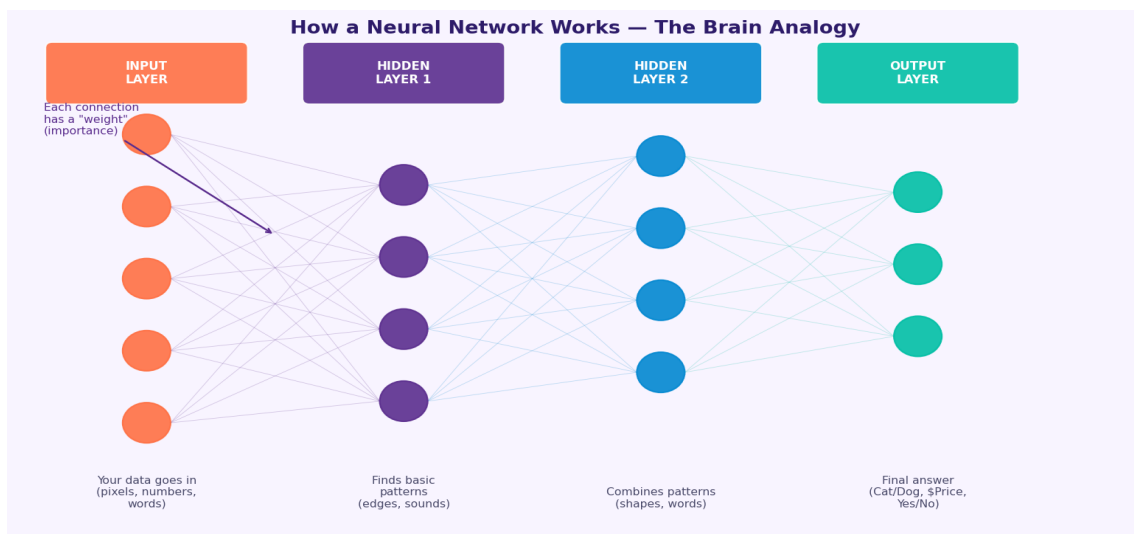 How a Neural Network Works — The Brain Analogy
INPUT
LAYER
HIDDEN
LAYER 1
HIDDEN
LAYER 2
OUTPUT
LAYER
Each connection
has a "weight"
(importance)
Your data goes in
(pixels, numbers,
words)
Finds basic
patterns
(edges, sounds)
Combines patterns
(shapes, words)
Final answer
(Cat/Dog, $Price,
Yes/No)